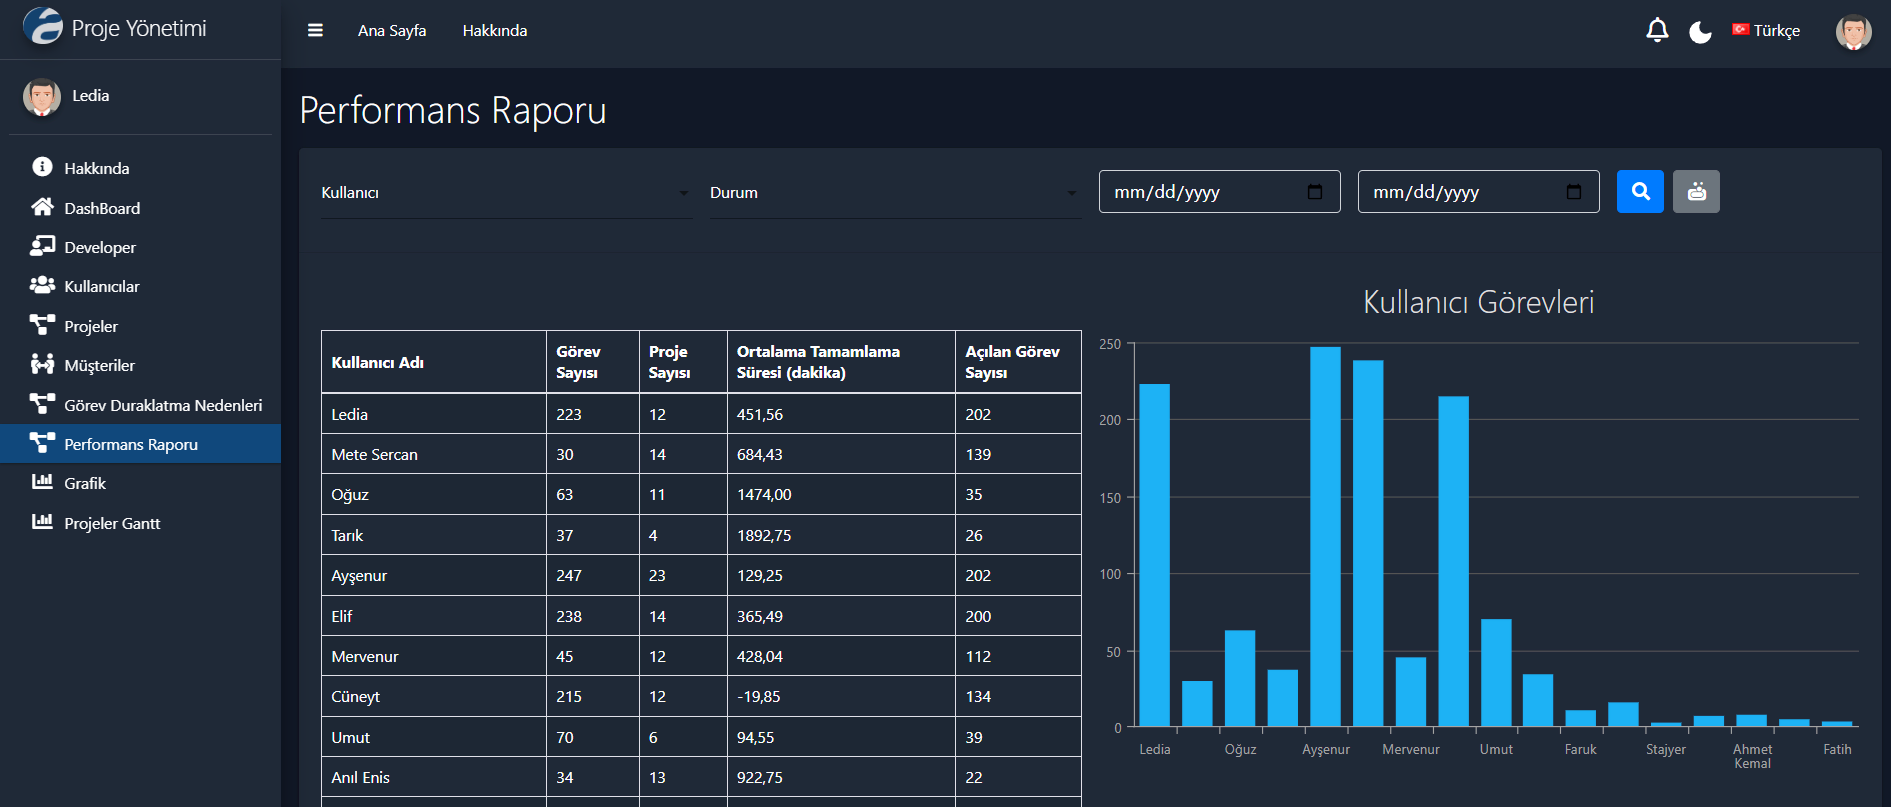 Proje Yönetimi
Ana Sayfa
Hakkında
Türkçe
Ledia
Hakkında
DashBoard
Developer
Kullanıcılar
Projeler
Müşteriler
Görev Duraklatma Nedenleri
Performans Raporu
Grafik
Projeler Gantt
Performans Raporu
Kullanıcı
Durum
mm/dd/yyyy
mm/dd/yyyy
Kullanıcı Adı
Görev
Sayısı
Proje
Sayısı
Ortalama Tamamlama
Süresi (dakika)
Açılan Görev
Sayısı
Ledia 223 12 451,56 202
Mete Sercan 30 14 684,43 139
Oğuz 63 11 1474,00 35
Tarık 37 4 1892,75 26
Ayşenur 247 23 129,25 202
Elif 238 14 365,49 200
Mervenur 45 12 428,04 112
Cüneyt 215 12 -19,85 134
Umut 70 6 94,55 39
Anıl Enis 34 13 922,75 22
Kullanıcı Görevleri
250
200
150
100
50
0
Ledia Oğuz Ayşenur Mervenur Umut Faruk Stajyer Ahmet Kemal Fatih